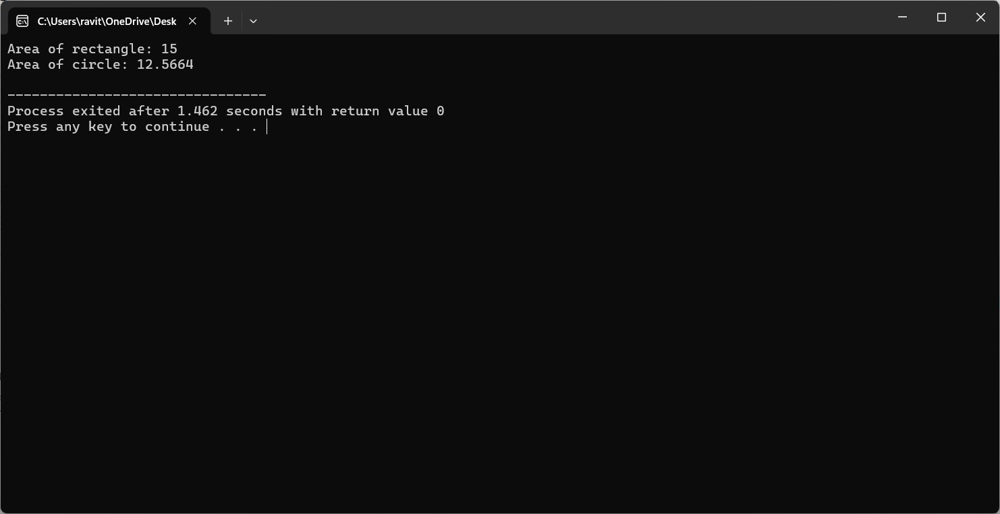 C:\Users\ravit\OneDrive\Desk
Area of rectangle: 15
Area of circle: 12.5664
--------------------------------
Process exited after 1.462 seconds with return value 0
Press any key to continue . . .